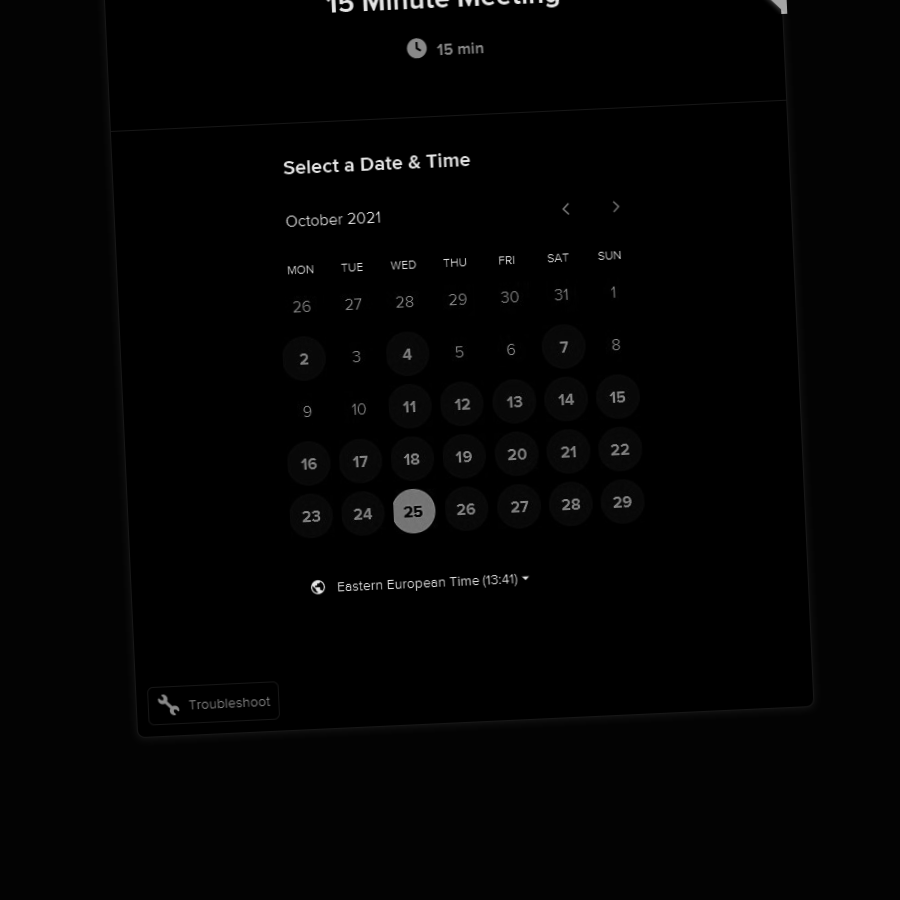 15 Minute Meeting
15 min
Select a Date & Time
October 2021
MON TUE WED THU FRI SAT SUN
26 27 28 29 30 31 1
2 3 4 5 6 7 8
9 10 11 12 13 14 15
16 17 18 19 20 21 22
23 24 25 26 27 28 29
Eastern European Time (13:41)
Troubleshoot